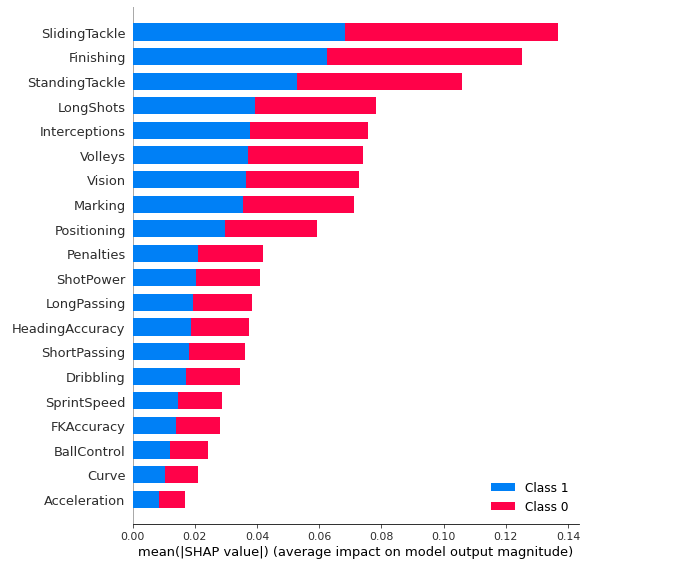 SlidingTackle
Finishing
StandingTackle
LongShots
Interceptions
Volleys
Vision
Marking
Positioning
Penalties
ShotPower
LongPassing
HeadingAccuracy
ShortPassing
Dribbling
SprintSpeed
FKAccuracy
BallControl
Curve
Acceleration
Class 1
Class 0
0.00 0.02 0.04 0.06 0.08 0.10 0.12 0.14
mean(|SHAP value|) (average impact on model output magnitude)